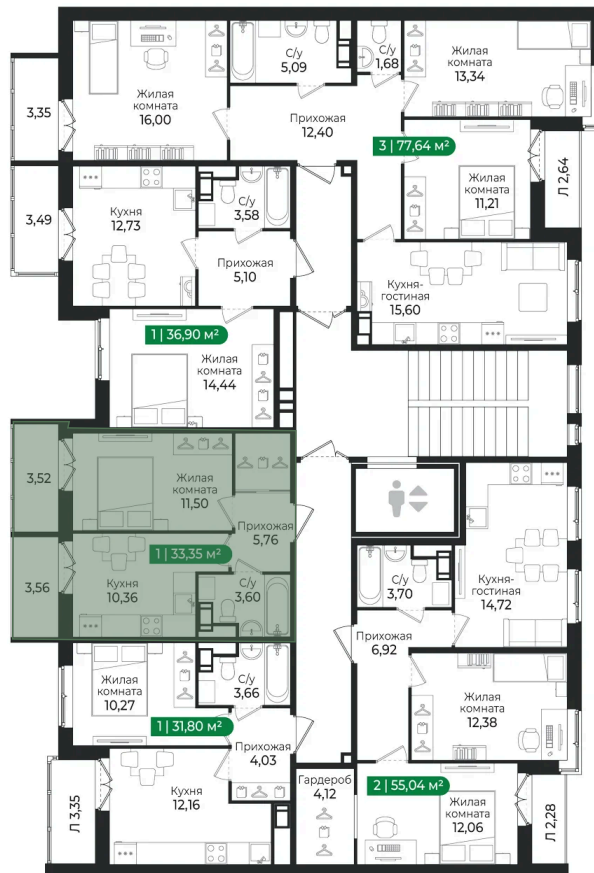 С/у
5,09
С/у
1,68
Жилая
комната
13,34
Жилая
комната
16,00
3,35
Прихожая
12,40
3 | 77,64 м²
Жилая
комната
11,21
Л 2,64
3,49
Кухня
12,73
С/у
3,58
Прихожая
5,10
Кухня-
гостиная
15,60
1 | 36,90 м²
Жилая
комната
14,44
3,52
Жилая
комната
11,50
Прихожая
5,76
1 | 33,35 м²
3,56
Кухня
10,36
С/у
3,60
С/у
3,70
Кухня-
гостиная
14,72
Прихожая
6,92
Жилая
комната
10,27
С/у
3,66
1 | 31,80 м²
Жилая
комната
12,38
Прихожая
4,03
Л 3,35
Кухня
12,16
Гардероб
4,12
2 | 55,04 м²
Жилая
комната
12,06
Л 2,28